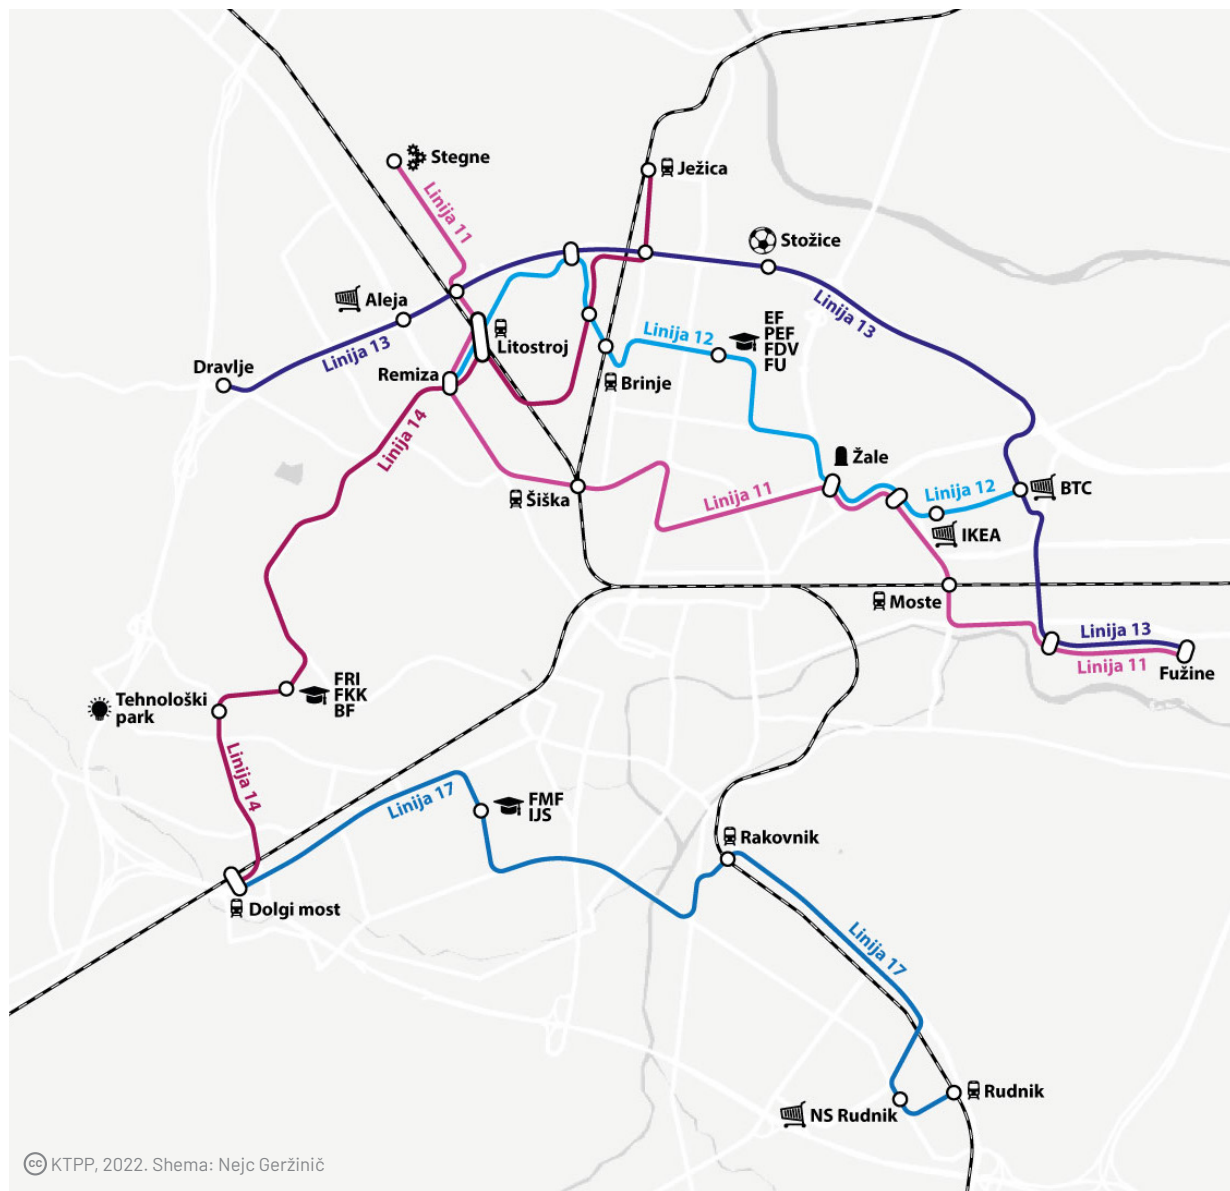 Stegne
Linija 11
Ježica
Stožice
Aleja
Linija 13
Linija 13
Litostroj
Dravlje
Remiza
Linija 12
EF
PEF
FDV
FU
Brinje
Linija 14
Žale
Šiška
Linija 11
Linija 12
BTC
IKEA
Moste
Linija 13
Linija 11
Fužine
FRI
FKK
BF
Tehnološki
park
Linija 14
Linija 17
FMF
IJS
Rakovnik
Dolgi most
Linija 17
Rudnik
NS Rudnik
cc KTPP, 2022. Shema: Nejc Geržinič